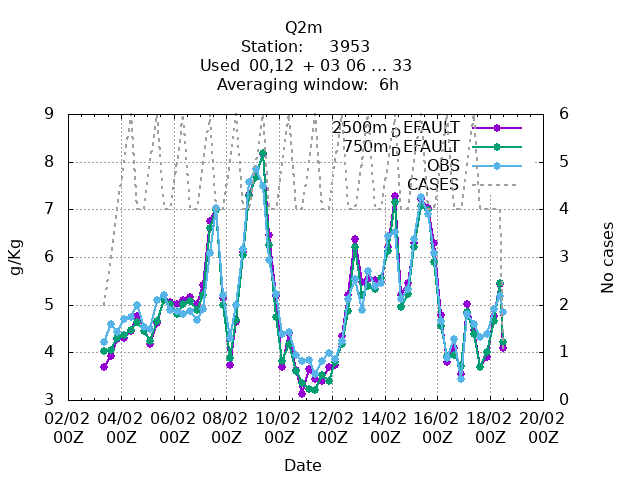 Q2m
Station: 3953
Used 00,12 + 03 06 ... 33
Averaging window: 6h
9
8
7
6
5
4
3
g/Kg
6
5
4
3
2
1
0
No cases
2500m_DEFAULT
750m_DEFAULT
OBS
CASES
02/02 04/02 06/02 08/02 10/02 12/02 14/02 16/02 18/02 20/02
00Z 00Z 00Z 00Z 00Z 00Z 00Z 00Z 00Z 00Z
Date